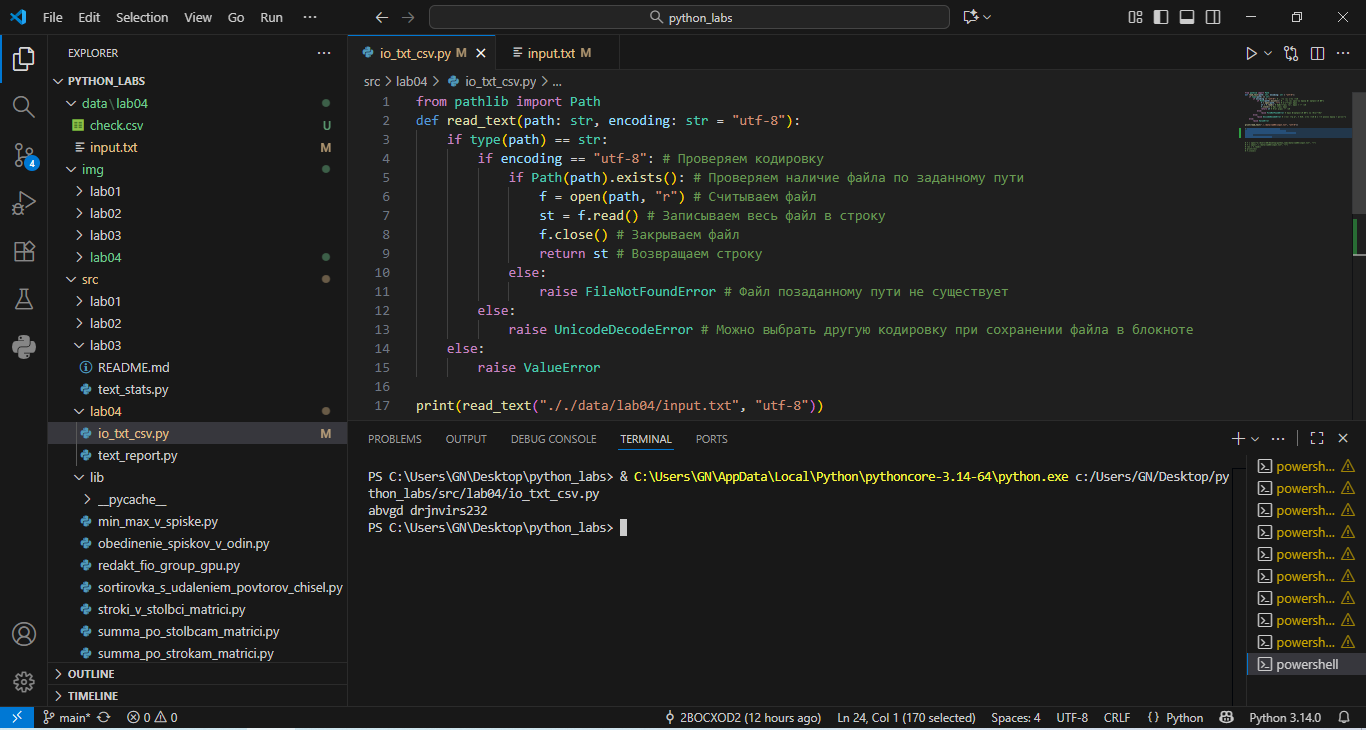 File Edit Selection View Go Run ···
python_labs
EXPLORER ···
PYTHON_LABS
data\lab04
check.csv U
input.txt M
img
lab01
lab02
lab03
lab04
src
lab01
lab02
lab03
README.md
text_stats.py
lab04
io_txt_csv.py M
text_report.py
lib
__pycache__
min_max_v_spiske.py
obedinenie_spiskov_v_odin.py
redakt_fio_group_gpu.py
sortirovka_s_udaleniem_povtorov_chisel.py
stroki_v_stolbci_matrici.py
summa_po_stolbcam_matrici.py
summa_po_strokam_matrici.py
OUTLINE
TIMELINE
4
io_txt_csv.py M input.txt M
src > lab04 > io_txt_csv.py > ...
1 from pathlib import Path
2 def read_text(path: str, encoding: str = "utf-8"):
3 if type(path) == str:
4 if encoding == "utf-8": # Проверяем кодировку
5 if Path(path).exists(): # Проверяем наличие файла по заданному пути
6 f = open(path, "r") # Считываем файл
7 st = f.read() # Записываем весь файл в строку
8 f.close() # Закрываем файл
9 return st # Возвращаем строку
10 else:
11 raise FileNotFoundError # Файл позаданному пути не существует
12 else:
13 raise UnicodeDecodeError # Можно выбрать другую кодировку при сохранении файла в блокноте
14 else:
15 raise ValueError
16
17 print(read_text("././data/lab04/input.txt", "utf-8"))
PROBLEMS OUTPUT DEBUG CONSOLE TERMINAL PORTS
PS C:\Users\GN\Desktop\python_labs> & C:\Users\GN\AppData\Local\Python\pythoncore-3.14-64\python.exe c:/Users/GN/Desktop/py
thon_labs/src/lab04/io_txt_csv.py
abvgd drjnvirs232
PS C:\Users\GN\Desktop\python_labs>
powersh...
powersh...
powersh...
powersh...
powersh...
powersh...
powersh...
powersh...
powersh...
powershell
main* 0 0 2BOCXOD2 (12 hours ago) Ln 24, Col 1 (170 selected) Spaces: 4 UTF-8 CRLF {} Python Python 3.14.0